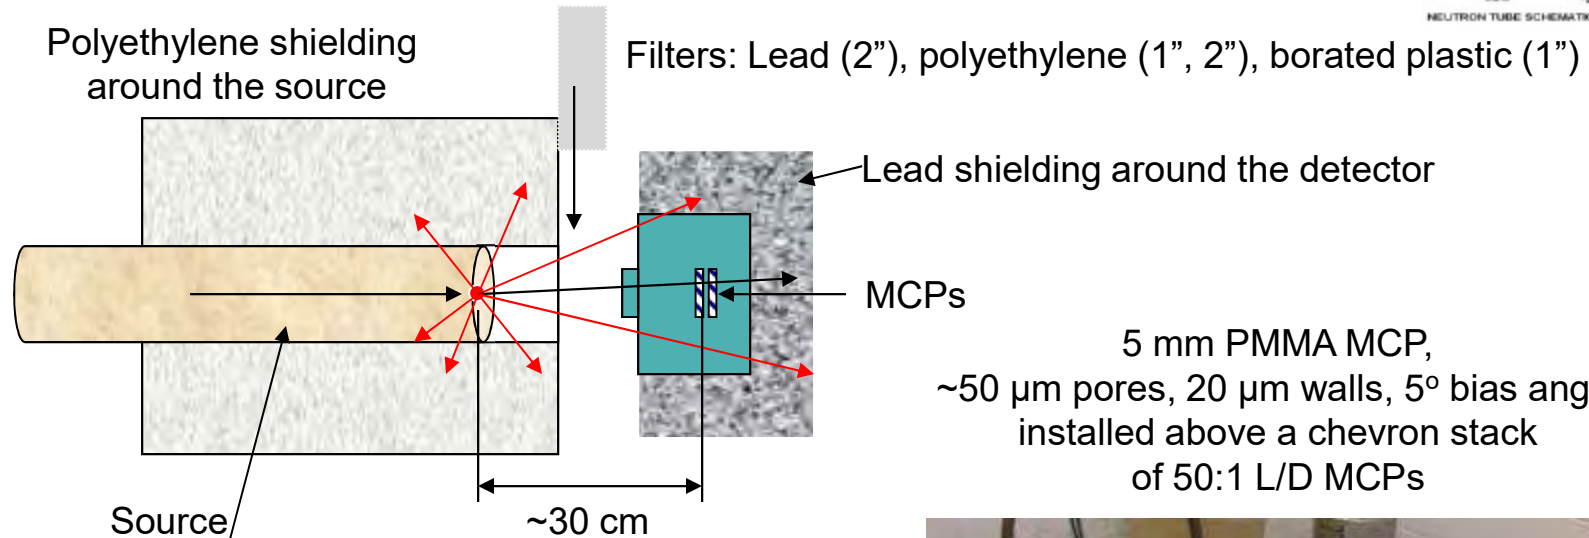 NEUTRON TUBE SCHEMATI
Polyethylene shielding
around the source
Filters: Lead (2”), polyethylene (1”, 2”), borated plastic (1”)
Lead shielding around the detector
MCPs
5 mm PMMA MCP,
~50 µm pores, 20 µm walls, 5º bias ang
installed above a chevron stack
of 50:1 L/D MCPs
Source
~30 cm